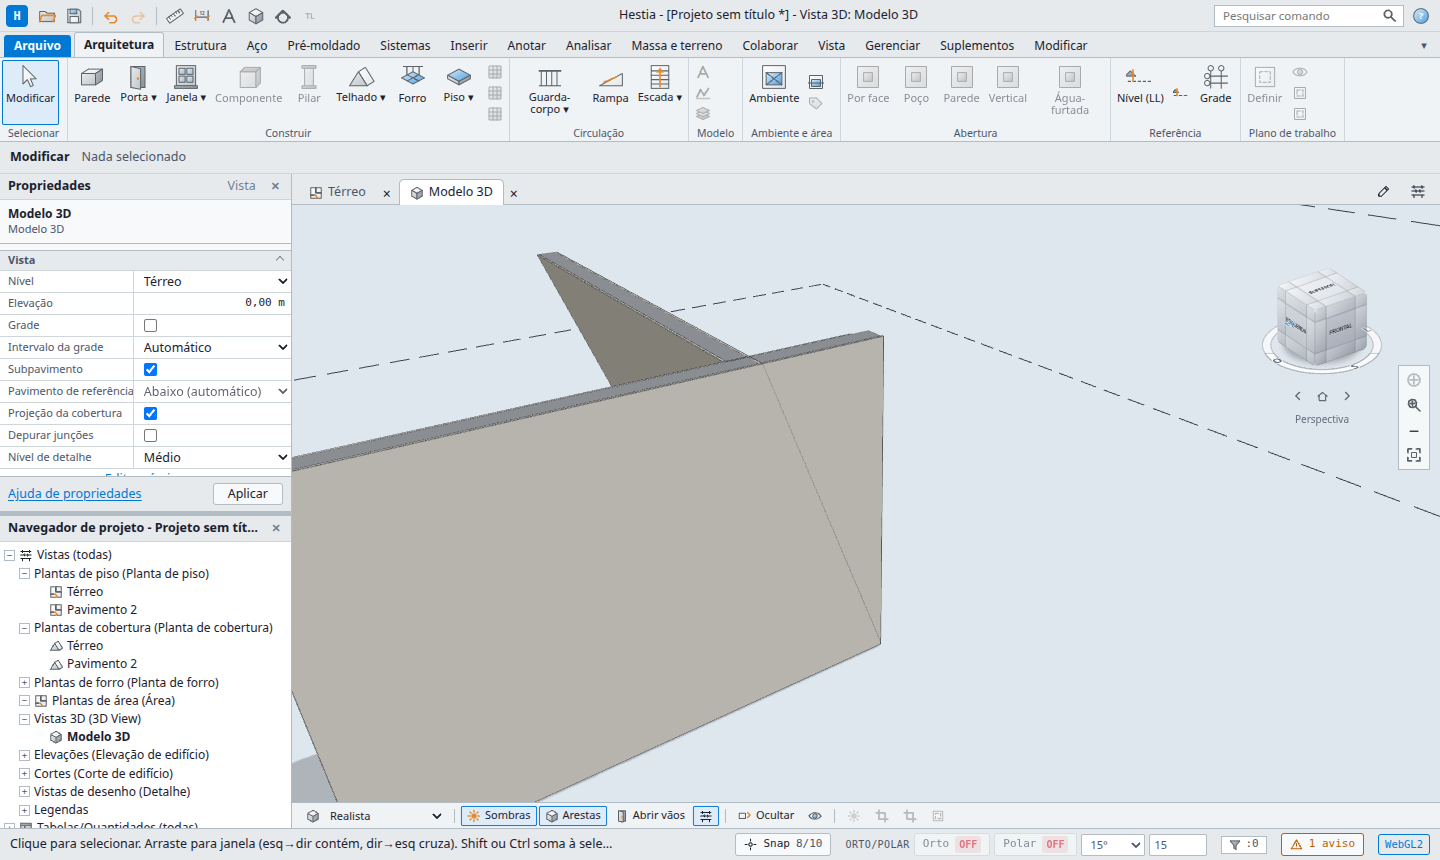 H
TL
Hestia - [Projeto sem título *] - Vista 3D: Modelo 3D
Pesquisar comando
?
Arquivo
Arquitetura
Estrutura
Aço
Pré-moldado
Sistemas
Inserir
Anotar
Analisar
Massa e terreno
Colaborar
Vista
Gerenciar
Suplementos
Modificar
Modificar
Parede
Porta ▾
Janela ▾
Componente
Pilar
Telhado ▾
Forro
Piso ▾
Guarda-
corpo ▾
Rampa
Escada ▾
Ambiente
Por face
Poço
Parede
Vertical
Água-
furtada
Nível (LL)
Grade
Definir
Selecionar
Construir
Circulação
Modelo
Ambiente e área
Abertura
Referência
Plano de trabalho
Modificar Nada selecionado
Propriedades
Vista ×
Modelo 3D
Modelo 3D
Vista
Nível
Térreo
Elevação
0,00 m
Grade
Intervalo da grade
Automático
Subpavimento
Pavimento de referência
Abaixo (automático)
Projeção da cobertura
Depurar junções
Nível de detalhe
Médio
Ajuda de propriedades
Aplicar
Navegador de projeto - Projeto sem tít... ×
Vistas (todas)
Plantas de piso (Planta de piso)
Térreo
Pavimento 2
Plantas de cobertura (Planta de cobertura)
Térreo
Pavimento 2
Plantas de forro (Planta de forro)
Plantas de área (Área)
Vistas 3D (3D View)
Modelo 3D
Elevações (Elevação de edifício)
Cortes (Corte de edifício)
Vistas de desenho (Detalhe)
Legendas
Tabelas/Quantidades (todas)
Térreo ×
Modelo 3D ×
SUPERIOR
FRONTAL
O
S
Perspectiva
Realista
Sombras
Arestas
Abrir vãos
Ocultar
Clique para selecionar. Arraste para janela (esq→dir contém, dir→esq cruza). Shift ou Ctrl soma à sele...
Snap 8/10
ORTO/POLAR
Orto OFF
Polar OFF
15°
15
:0
1 aviso
WebGL2